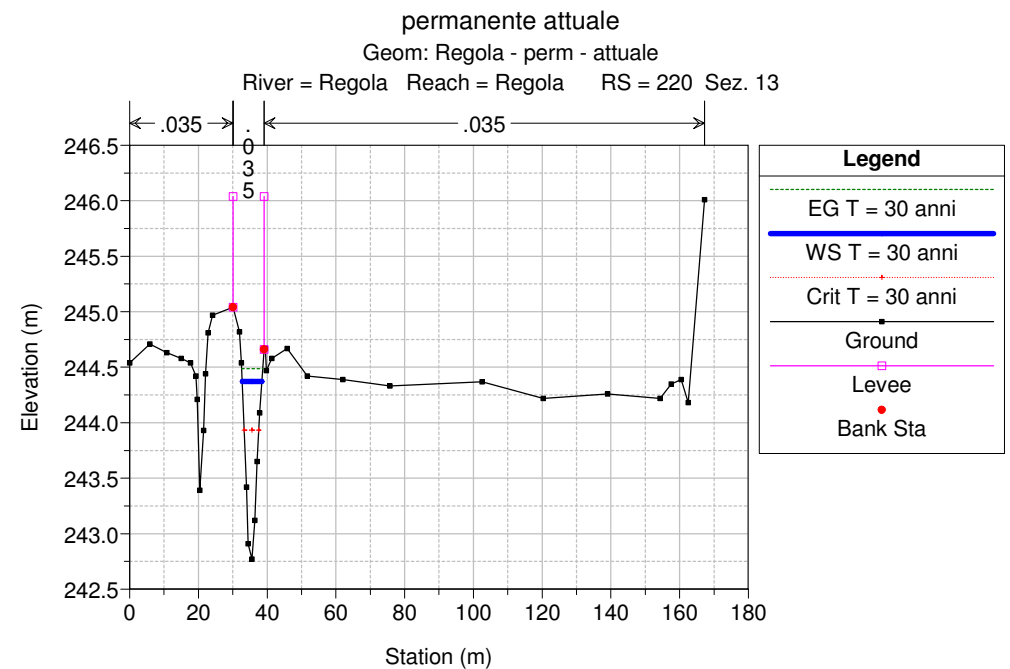 permanente attuale
Geom: Regola - perm - attuale
River = Regola Reach = Regola RS = 220 Sez. 13
.035
.035
.035
246.5
246.0
245.5
245.0
244.5
244.0
243.5
243.0
242.5
0 20 40 60 80 100 120 140 160 180
Station (m)
Elevation (m)
Legend
EG T = 30 anni
WS T = 30 anni
Crit T = 30 anni
Ground
Levee
Bank Sta